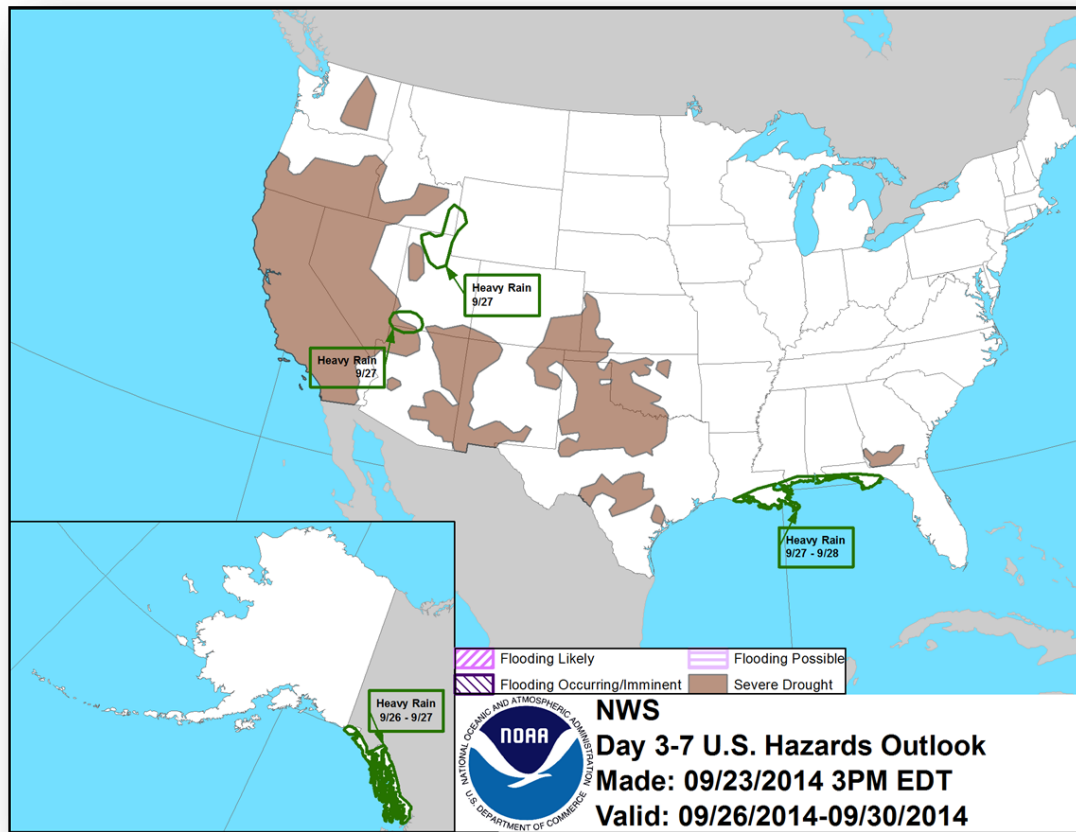 Heavy Rain
9/27
Heavy Rain
9/27
Heavy Rain
9/27 - 9/28
Heavy Rain
9/26 - 9/27
Flooding Likely
Flooding Possible
Flooding Occurring/Imminent
Severe Drought
NATIONAL OCEANIC AND ATMOSPHERIC ADMINISTRATION
NOAA
U.S. DEPARTMENT OF COMMERCE
NWS
Day 3-7 U.S. Hazards Outlook
Made: 09/23/2014 3PM EDT
Valid: 09/26/2014-09/30/2014